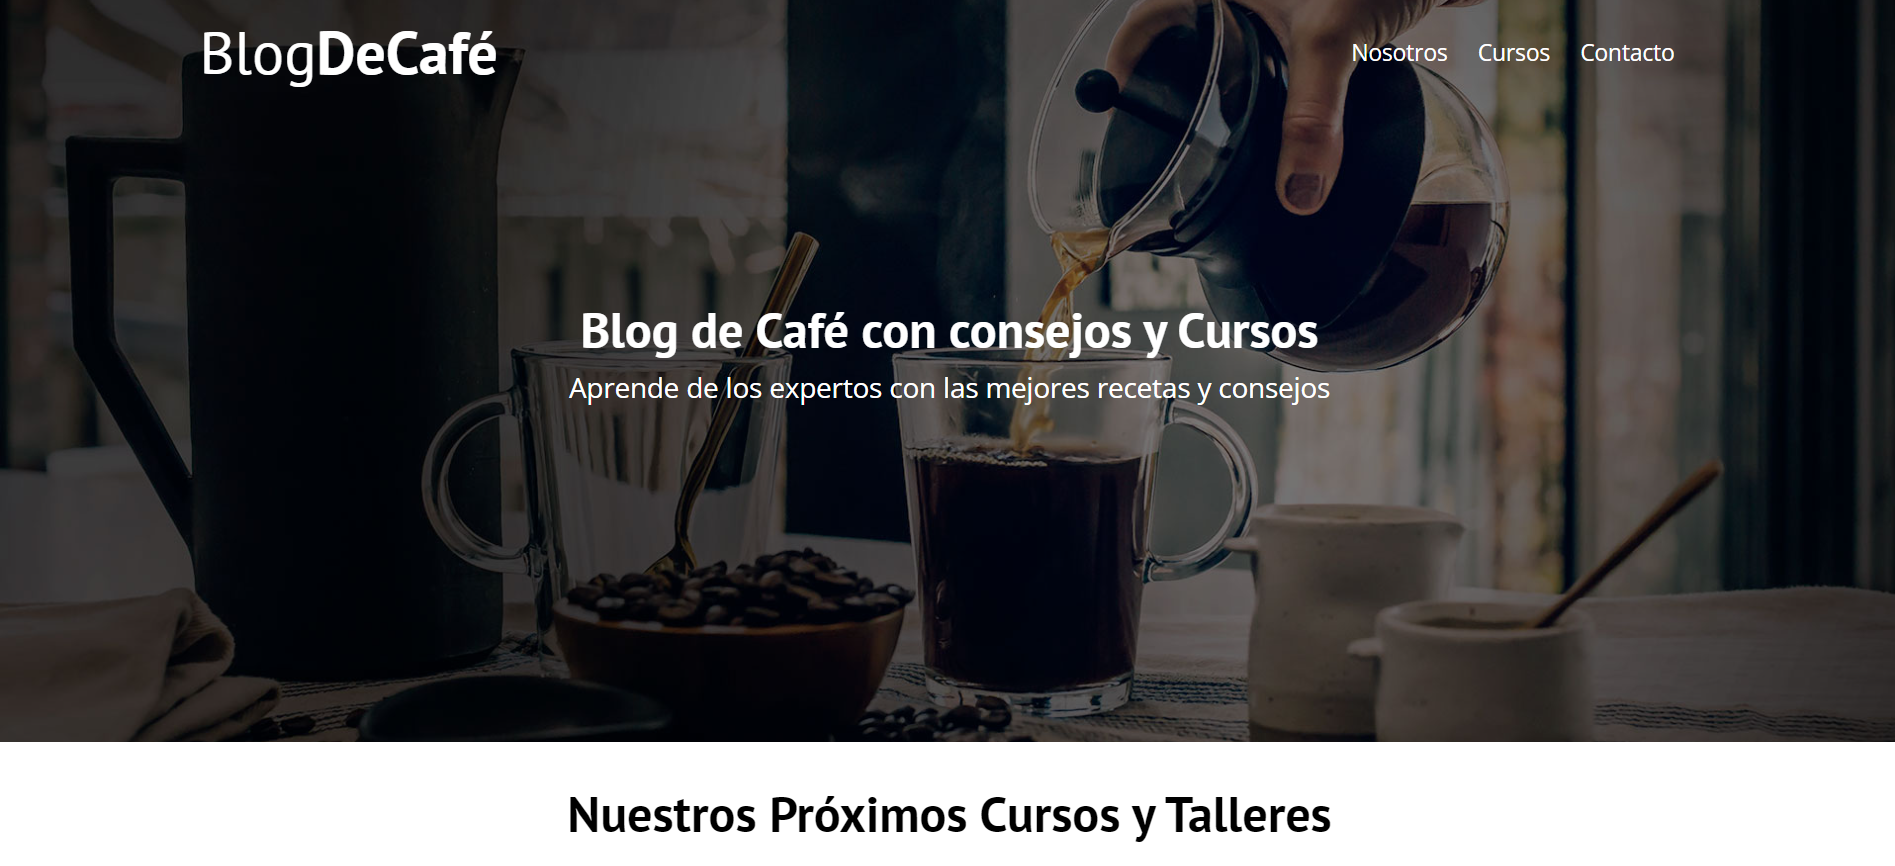 BlogDeCafé
Nosotros Cursos Contacto
Blog de Café con consejos y Cursos
Aprende de los expertos con las mejores recetas y consejos
Nuestros Próximos Cursos y Talleres